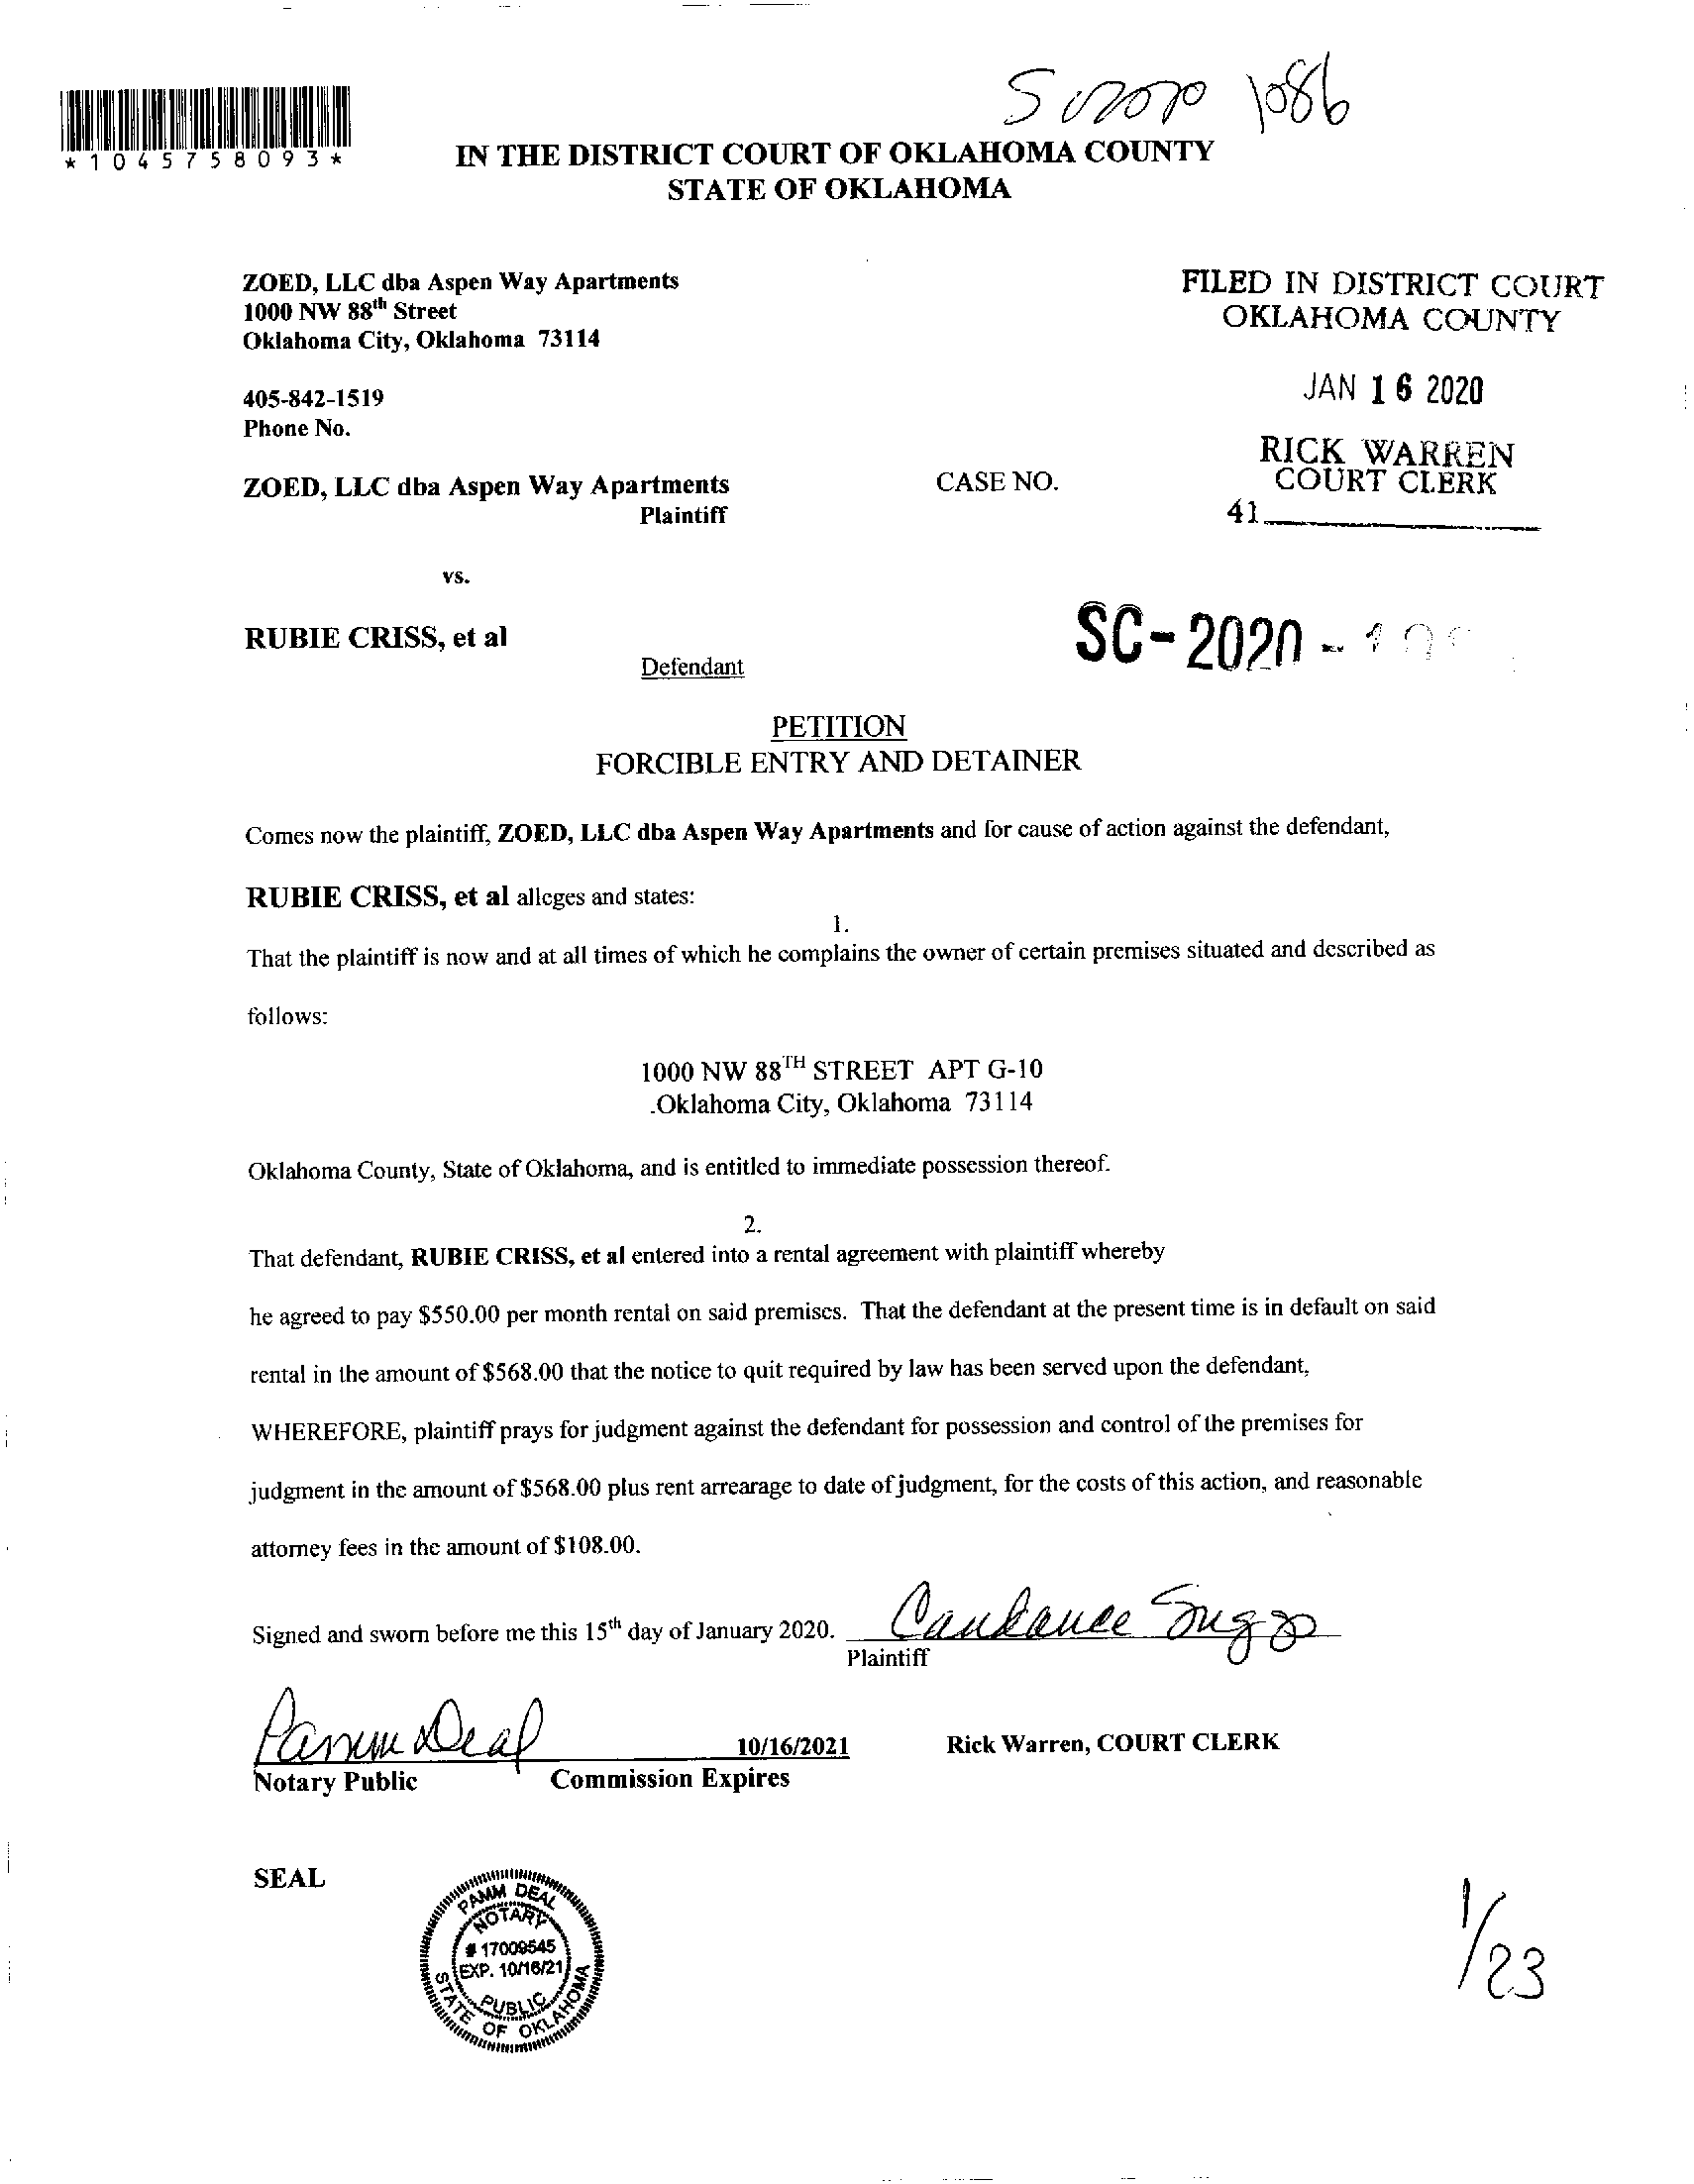 1086
*1045758093*
IN THE DISTRICT COURT OF OKLAHOMA COUNTY
STATE OF OKLAHOMA
ZOED, LLC dba Aspen Way Apartments
1000 NW 88th Street
Oklahoma City, Oklahoma 73114
FILED IN DISTRICT COURT
OKLAHOMA COUNTY
JAN 16 2020
405-842-1519
Phone No.
RICK WARREN
COURT CLERK
41
ZOED, LLC dba Aspen Way Apartments
CASE NO.
Plaintiff
vs.
RUBIE CRISS, et al
Defendant
SC-2020-
PETITION
FORCIBLE ENTRY AND DETAINER
Comes now the plaintiff, ZOED, LLC dba Aspen Way Apartments and for cause of action against the defendant,
RUBIE CRISS, et al alleges and states:
1.
That the plaintiff is now and at all times of which he complains the owner of certain premises situated and described as
follows:
1000 NW 88TH STREET APT G-10
.Oklahoma City, Oklahoma 73114
Oklahoma County, State of Oklahoma, and is entitled to immediate possession thereof.
2.
That defendant, RUBIE CRISS, et al entered into a rental agreement with plaintiff whereby
he agreed to pay $550.00 per month rental on said premises. That the defendant at the present time is in default on said
rental in the amount of $568.00 that the notice to quit required by law has been served upon the defendant,
WHEREFORE, plaintiff prays for judgment against the defendant for possession and control of the premises for
judgment in the amount of $568.00 plus rent arrearage to date of judgment, for the costs of this action, and reasonable
attorney fees in the amount of $108.00.
Signed and sworn before me this 15th day of January 2020. Candance Suggs
Plaintiff
Pamm Deal 10/16/2021 Rick Warren, COURT CLERK
Notary Public Commission Expires
SEAL
PAMM DEAL
NOTARY
# 17009545
EXP. 10/16/21
PUBLIC
STATE OF OKLAHOMA
1/23